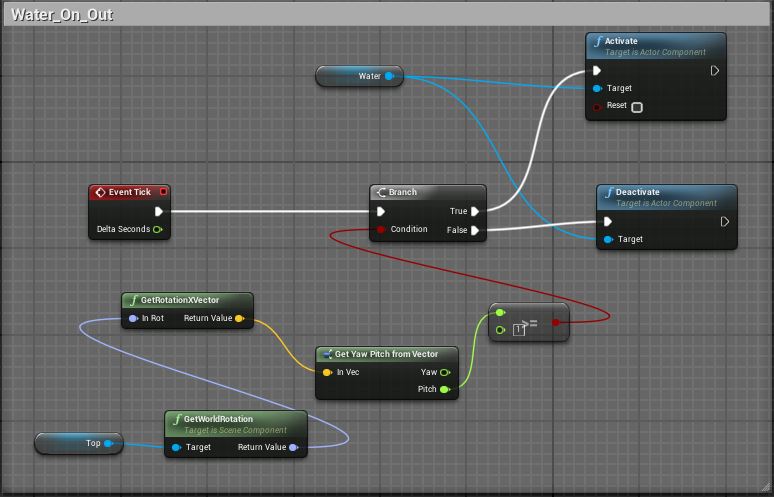 Water_On_Out
Activate
Target is Actor Component
Water
Target
Reset
Event Tick
Delta Seconds
Branch
True
Condition
False
Deactivate
Target is Actor Component
Target
GetRotationXVector
In Rot
Return Value
>=
Get Yaw Pitch from Vector
In Vec
Yaw
Pitch
GetWorldRotation
Target is Scene Component
Top
Target
Return Value